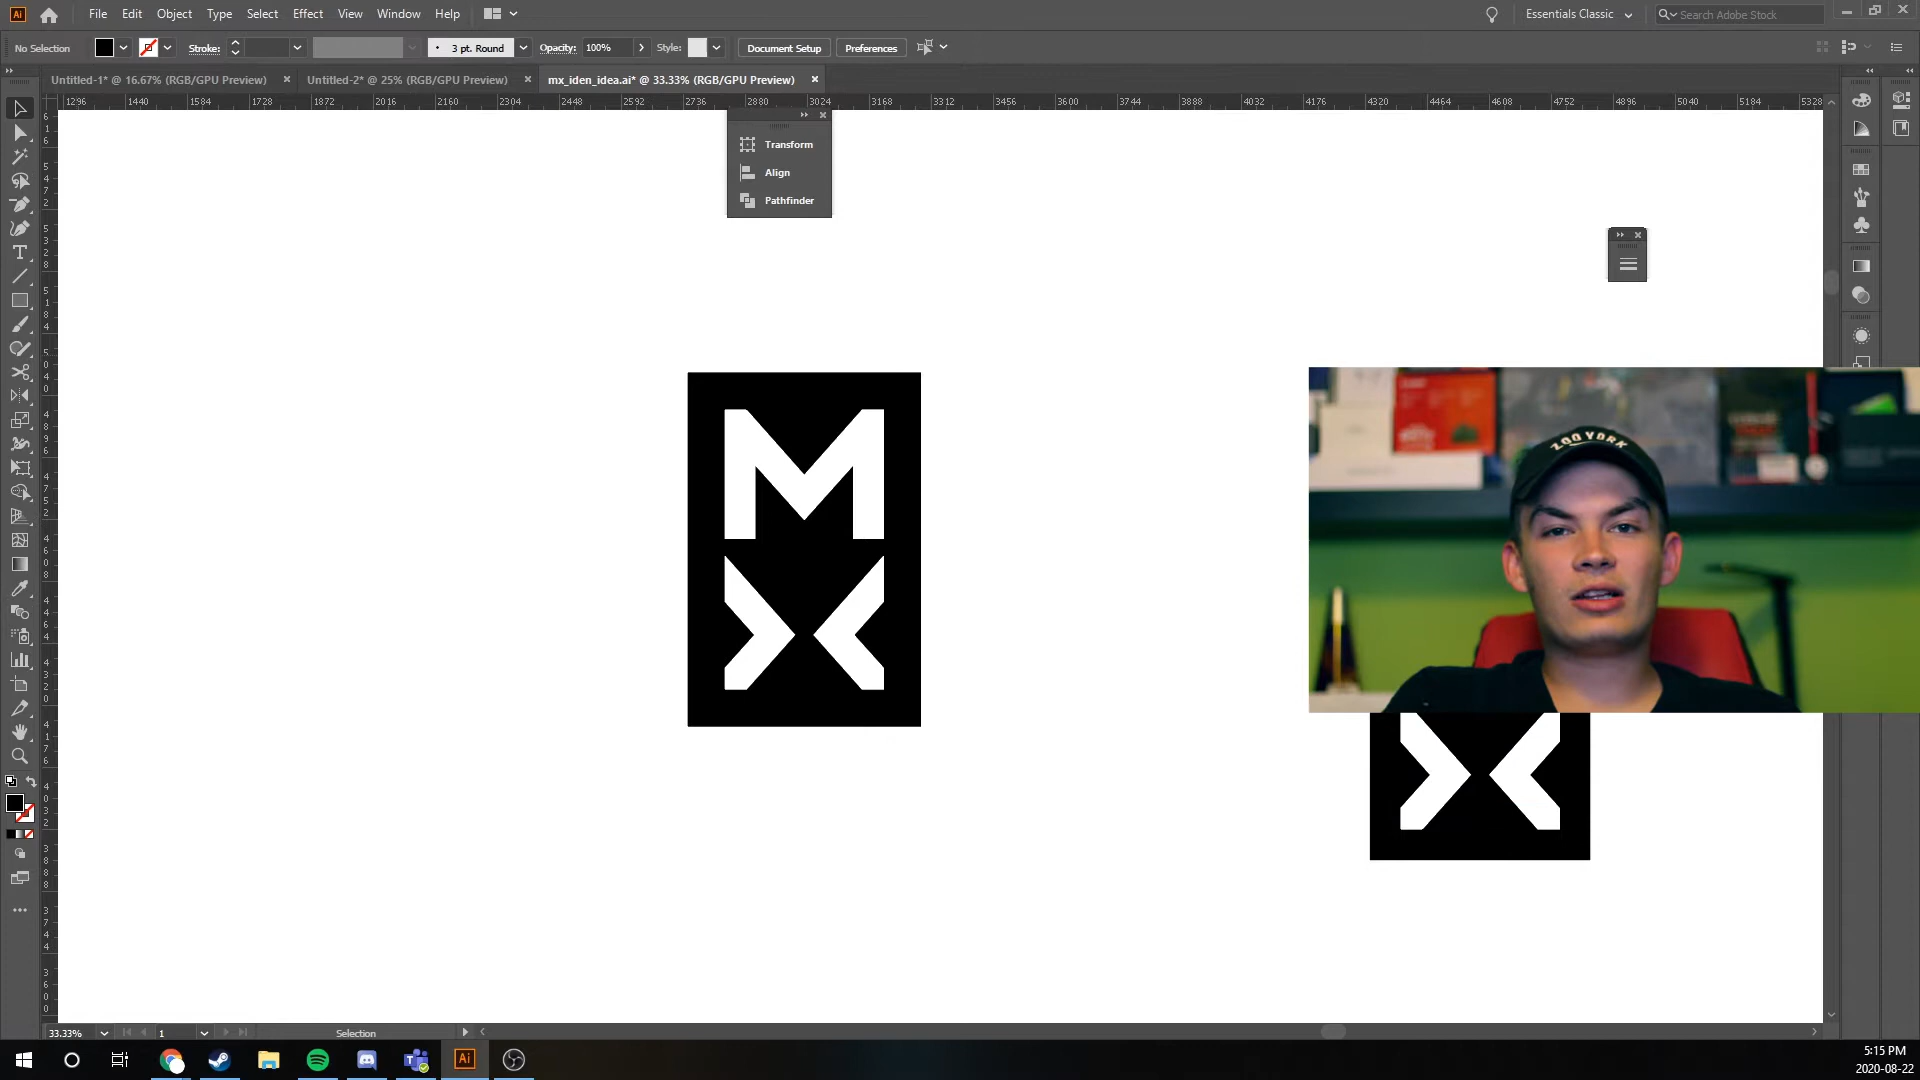 Ai File Edit Object Type Select Effect View Window Help Essentials Classic Search Adobe Stock
No Selection Stroke: 3 pt. Round Opacity: 100% Style: Document Setup Preferences
Untitled-1* @ 16.67% (RGB/GPU Preview) Untitled-2* @ 25% (RGB/GPU Preview) mx_iden_idea.ai* @ 33.33% (RGB/GPU Preview)
1296 1440 1584 1728 1872 2016 2160 2304 2448 2592 2736 2880 3024 3168 3312 3456 3600 3744 3888 4032 4176 4320 4464 4608 4752 4896 5040 5184 5328
Transform
Align
Pathfinder
M
X
ZOO YORK
X
33.33% 1 Selection
Ai
5:15 PM
2020-08-22